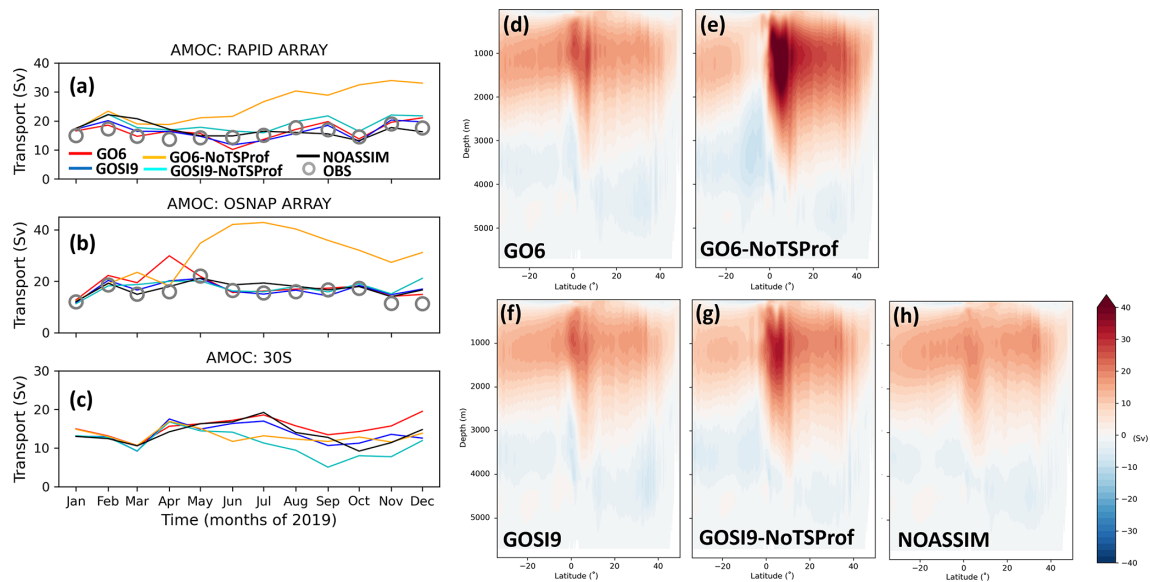 AMOC: RAPID ARRAY
Transport (Sv)
40
30
20
10
0
(a)
GO6
GO6-NoTSProf
NOASSIM
GOSI9
GOSI9-NoTSProf
OBS
AMOC: OSNAP ARRAY
Transport (Sv)
40
20
0
(b)
AMOC: 30S
Transport (Sv)
30
20
10
0
(c)
Jan Feb Mar Apr May Jun Jul Aug Sep Oct Nov Dec
Time (months of 2019)
(d)
Depth (m)
1000
2000
3000
4000
5000
GO6
−20 0 20 40
Latitude (˚)
(e)
GO6-NoTSProf
−20 0 20 40
Latitude (˚)
(f)
Depth (m)
1000
2000
3000
4000
5000
GOSI9
−20 0 20 40
Latitude (˚)
(g)
GOSI9-NoTSProf
−20 0 20 40
Latitude (˚)
(h)
NOASSIM
−20 0 20 40
Latitude (˚)
40
30
20
10
0
−10
−20
−30
−40
(Sv)